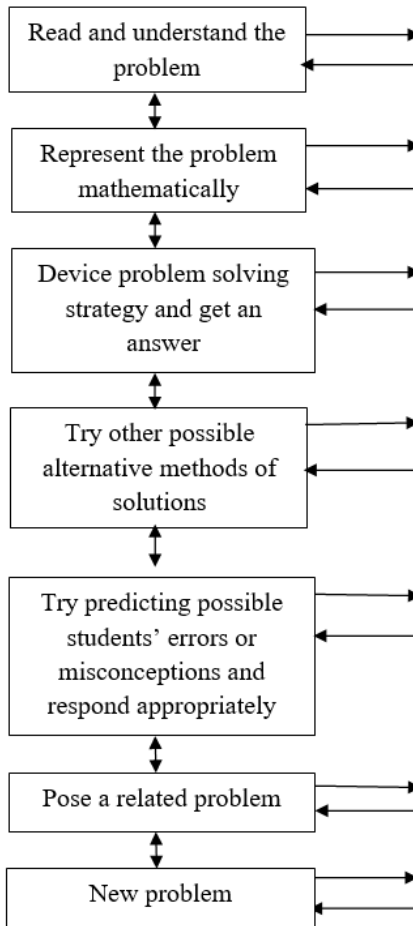 Read and understand the
problem
Represent the problem
mathematically
Device problem solving
strategy and get an
answer
Try other possible
alternative methods of
solutions
Try predicting possible
students’ errors or
misconceptions and
respond appropriately
Pose a related problem
New problem